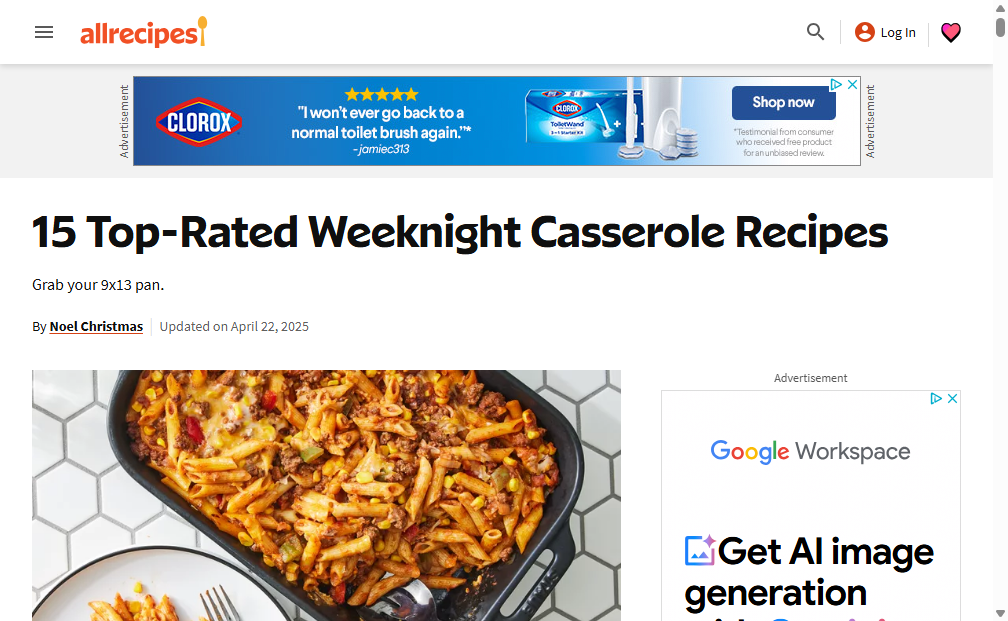 allrecipes
Log In
Advertisement
CLOROX
"I won't ever go back to a
normal toilet brush again."*
- jamiec313
CLOROX
ToiletWand
Shop now
*Testimonial from consumer
who received free product
for an unbiased review.
Advertisement
15 Top-Rated Weeknight Casserole Recipes
Grab your 9x13 pan.
By Noel Christmas
Updated on April 22, 2025
Advertisement
Google Workspace
Get AI image
generation